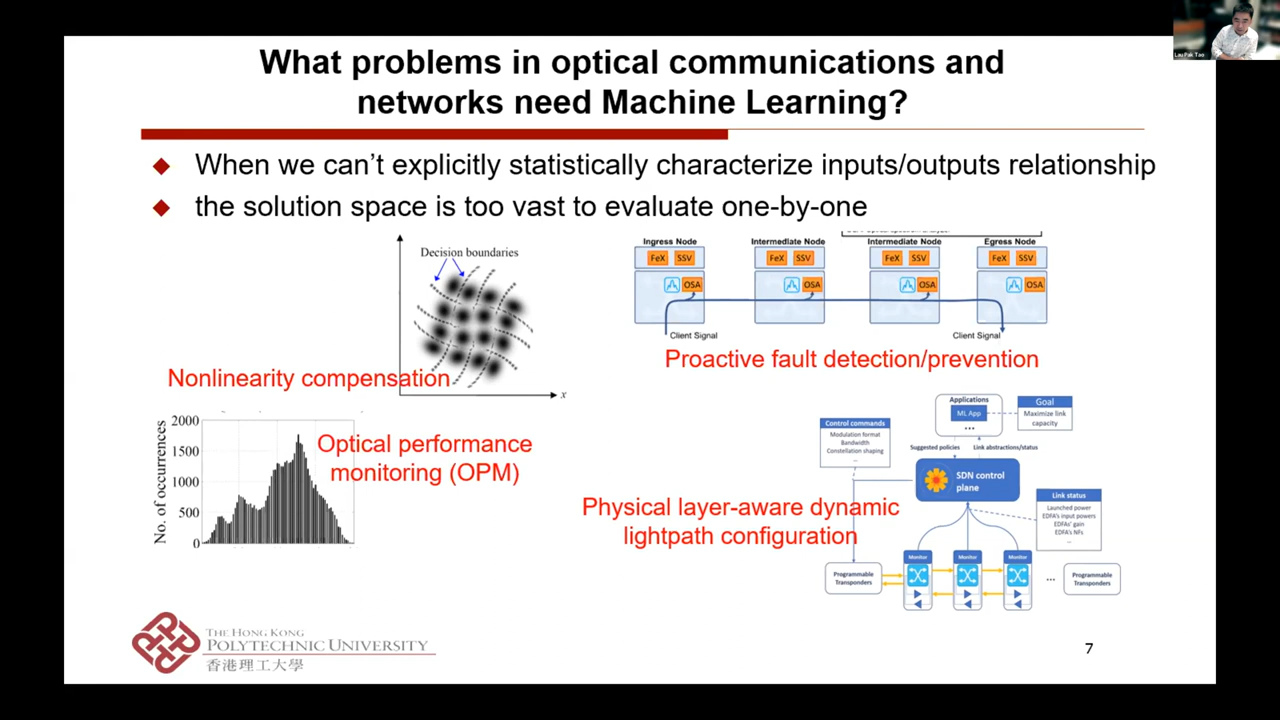 What problems in optical communications and
networks need Machine Learning?
When we can't explicitly statistically characterize inputs/outputs relationship
the solution space is too vast to evaluate one-by-one
Decision boundaries
x
Nonlinearity compensation
Ingress Node
Intermediate Node
Intermediate Node
Egress Node
FeX SSV
FeX SSV
FeX SSV
FeX SSV
OSA
OSA
OSA
OSA
Client Signal
Client Signal
Proactive fault detection/prevention
No. of occurrences
2000
1500
1000
500
0
Optical performance
monitoring (OPM)
Physical layer-aware dynamic
lightpath configuration
Applications
ML App
...
Goal
Maximize link
capacity
Control commands
Modulation format
Bandwidth
Constellation shaping
...
Suggested policies
Link abstractions/status
SDN control
plane
Link status
Launched power
EDFA's input powers
EDFAs' gain
EDFA's NFs
...
Monitor
Monitor
Monitor
Programmable
Transponders
...
Programmable
Transponders
THE HONG KONG
POLYTECHNIC UNIVERSITY
香港理工大學
7
Lau Pak Tao